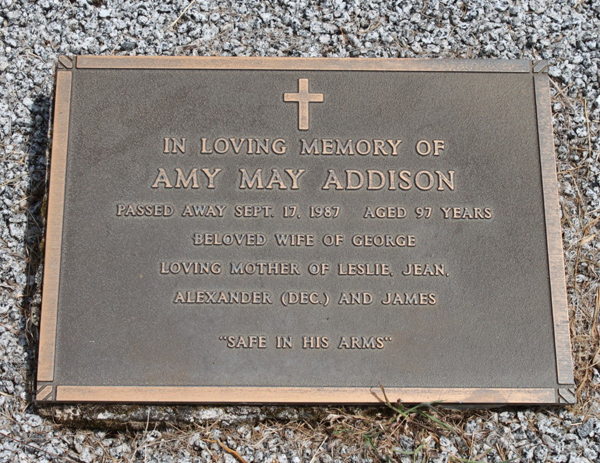 IN LOVING MEMORY OF
AMY MAY ADDISON
PASSED AWAY SEPT. 17, 1987 AGED 97 YEARS
BELOVED WIFE OF GEORGE
LOVING MOTHER OF LESLIE, JEAN,
ALEXANDER (DEC.) AND JAMES
"SAFE IN HIS ARMS"